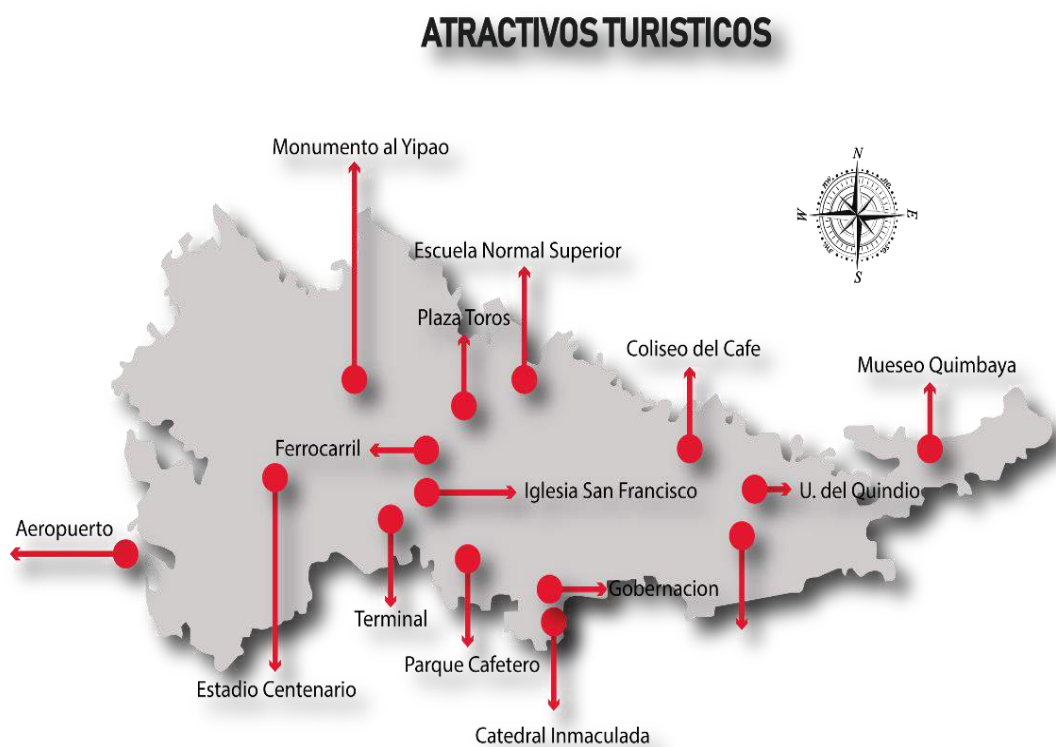 ATRACTIVOS TURISTICOS
Monumento al Yipao
N
W
E
S
Escuela Normal Superior
Plaza Toros
Coliseo del Cafe
Mueseo Quimbaya
Ferrocarril
Iglesia San Francisco
U. del Quindio
Aeropuerto
Gobernacion
Terminal
Parque Cafetero
Estadio Centenario
Catedral Inmaculada